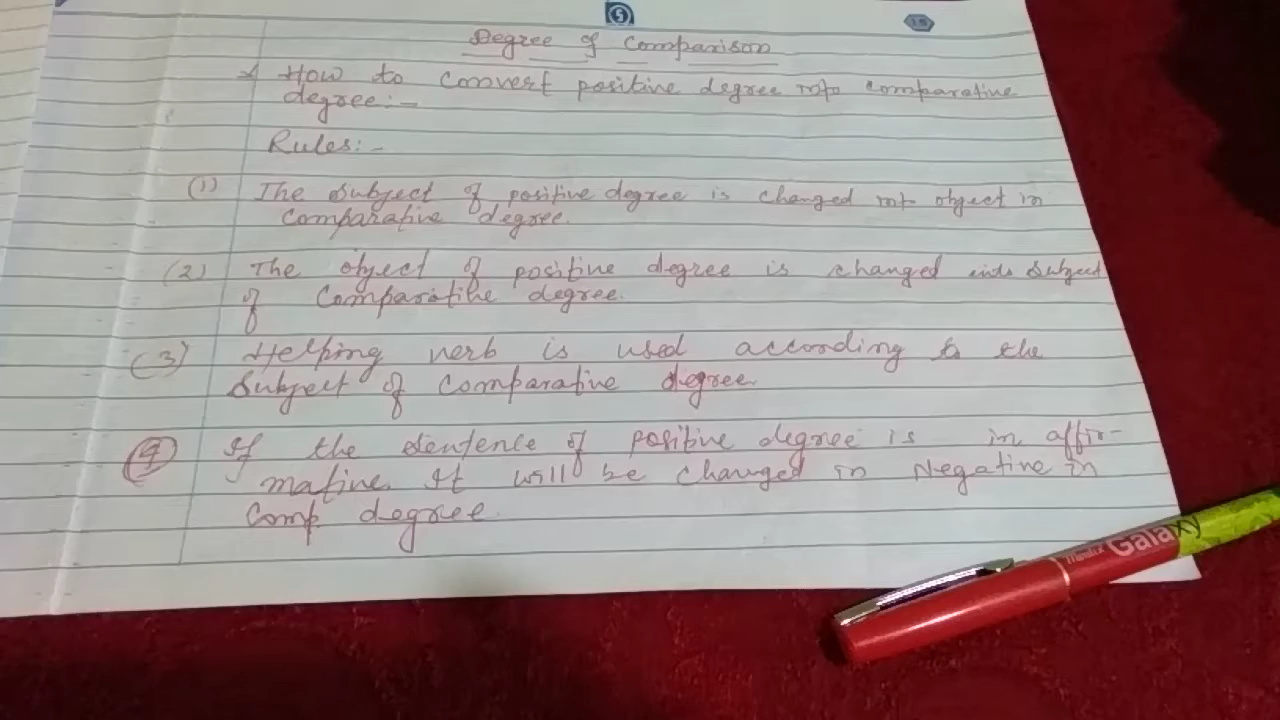 5
Degree of Comparison
How to convert positive degree into comparative
degree:-
Rules:-
(1) The subject of positive degree is changed into object in
comparative degree.
(2) The object of positive degree is changed into subject
of comparative degree.
(3) Helping verb is used according to the
subject of comparative degree.
(4) If the sentence of positive degree is in affir-
mative. It will be changed in Negative in
Comp degree.
Galaxy